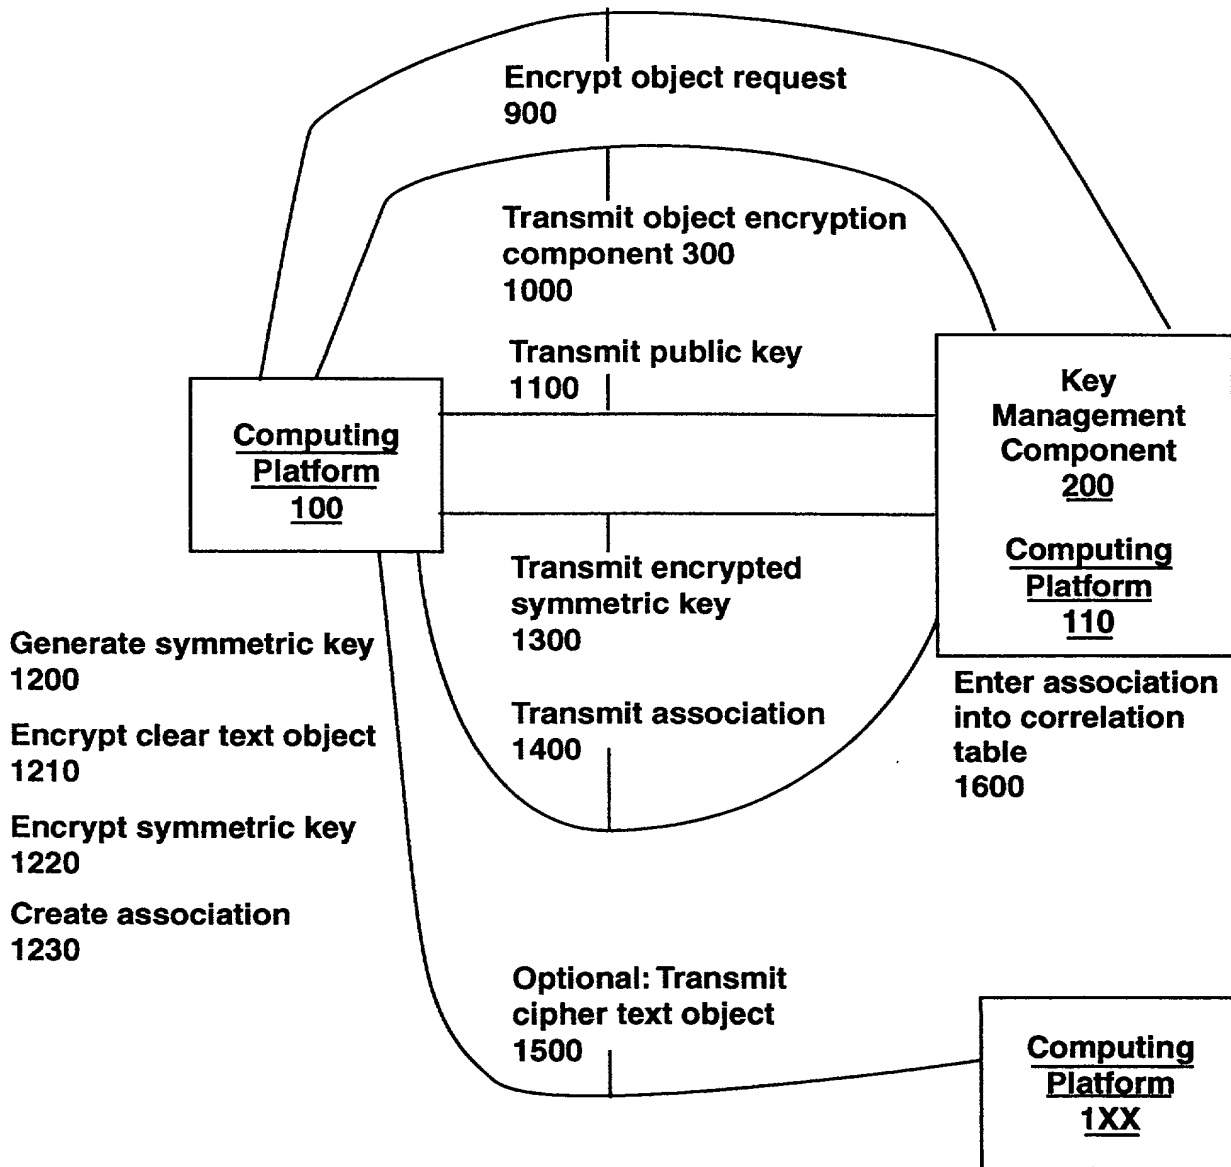 Encrypt object request
900
Transmit object encryption
component 300
1000
Transmit public key
1100
Computing
Platform
100
Key
Management
Component
200
Computing
Platform
110
Transmit encrypted
symmetric key
1300
Generate symmetric key
1200
Encrypt clear text object
1210
Encrypt symmetric key
1220
Create association
1230
Transmit association
1400
Enter association
into correlation
table
1600
Optional: Transmit
cipher text object
1500
Computing
Platform
1XX